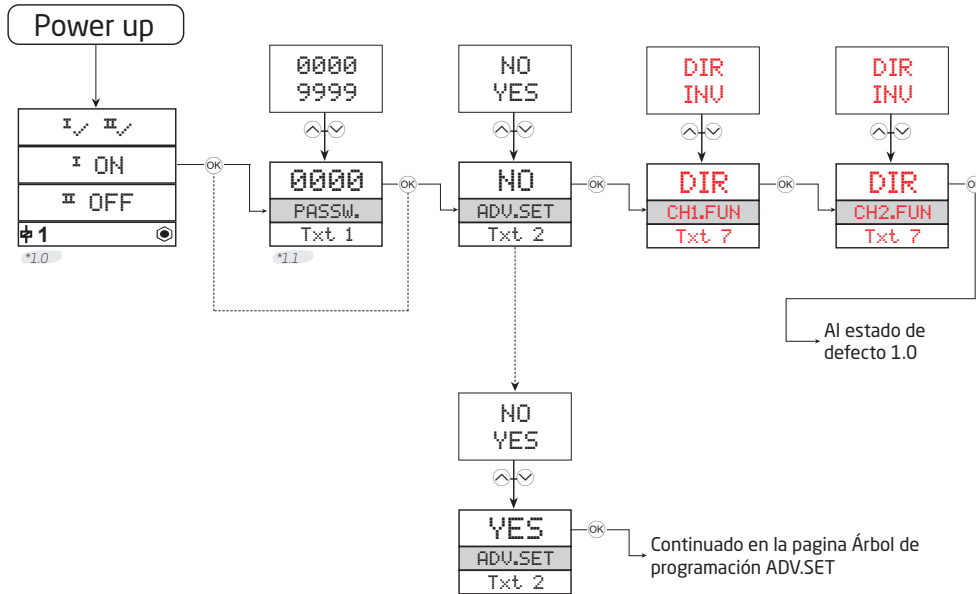 Power up
I✓ II✓
I ON
II OFF
1
*1.0
0000
9999
0000
PASSW.
Txt 1
*1.1
NO
YES
NO
ADV.SET
Txt 2
DIR
INV
DIR
CH1.FUN
Txt 7
DIR
INV
DIR
CH2.FUN
Txt 7
OK
OK
OK
OK
OK
Al estado de
defecto 1.0
NO
YES
YES
ADV.SET
Txt 2
OK
Continuado en la pagina Árbol de
programación ADV.SET